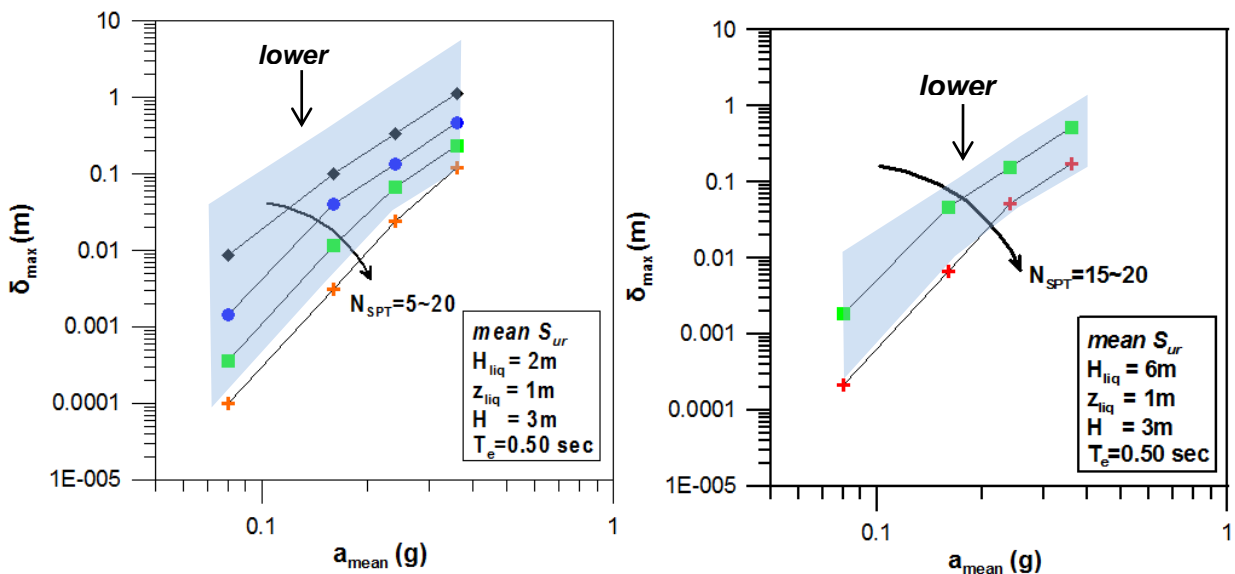 10
1
0.1
0.01
0.001
0.0001
1E-005
δmax (m)
0.1
1
amean (g)
lower
NSPT=5~20
mean Sur
Hliq = 2m
zliq = 1m
H = 3m
Te=0.50 sec
10
1
0.1
0.01
0.001
0.0001
1E-005
δmax (m)
0.1
1
amean (g)
lower
NSPT=15~20
mean Sur
Hliq = 6m
zliq = 1m
H = 3m
Te=0.50 sec